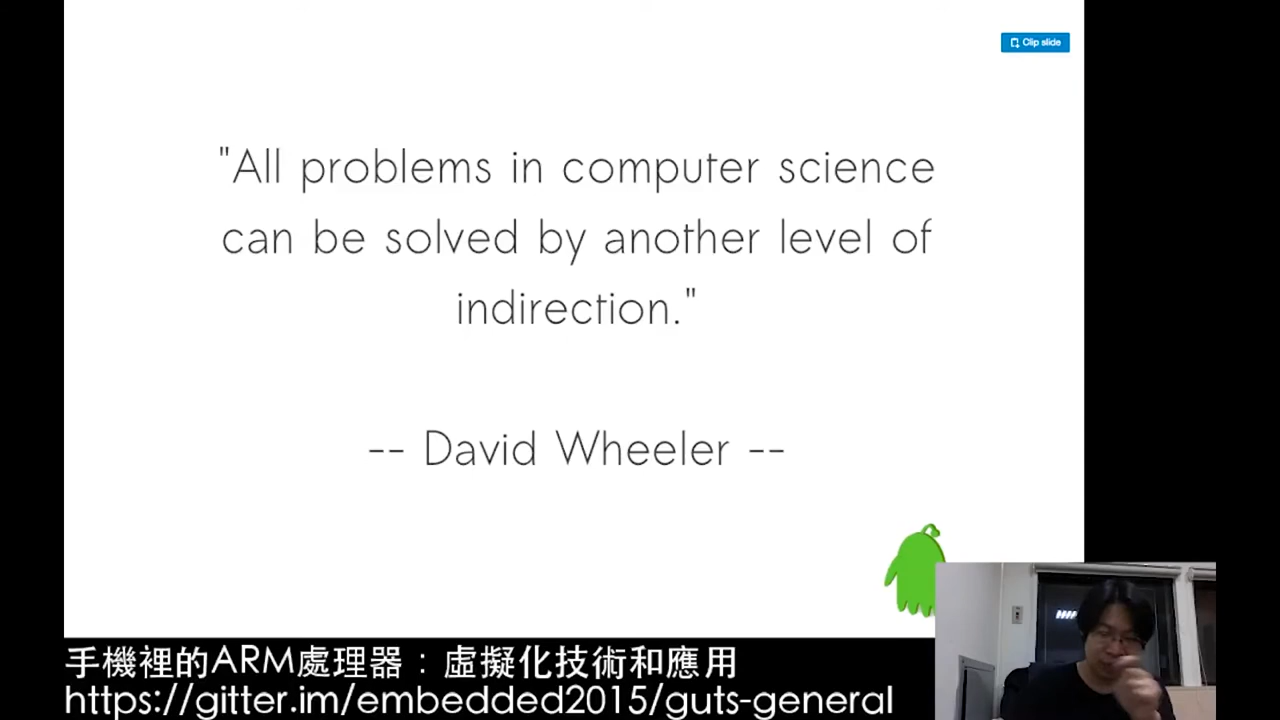 Clip slide
"All problems in computer science
can be solved by another level of
indirection."
-- David Wheeler --
手機裡的ARM處理器：虛擬化技術和應用
https://gitter.im/embedded2015/guts-general